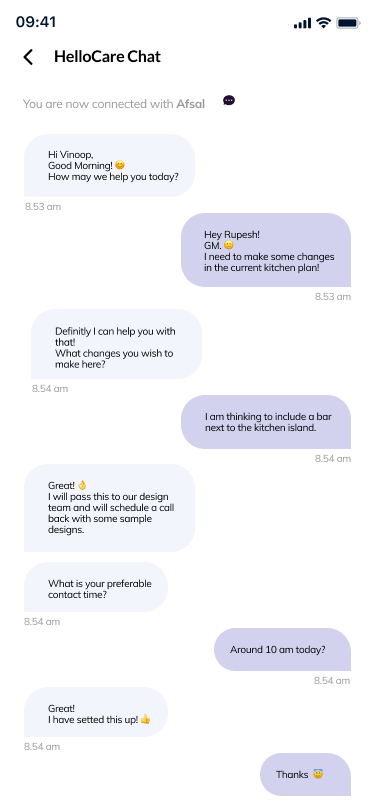 09:41
HelloCare Chat
You are now connected with Afsal
Hi Vinoop,
Good Morning! 😊
How may we help you today?
8.53 am
Hey Rupesh!
GM. 😊
I need to make some changes
in the current kitchen plan!
8.53 am
Definitly I can help you with
that!
What changes you wish to
make here?
8.54 am
I am thinking to include a bar
next to the kitchen island.
8.54 am
Great! 👌
I will pass this to our design
team and will schedule a call
back with some sample
designs.
What is your preferable
contact time?
8.54 am
Around 10 am today?
8.54 am
Great!
I have setted this up! 👍
8.54 am
Thanks 😇